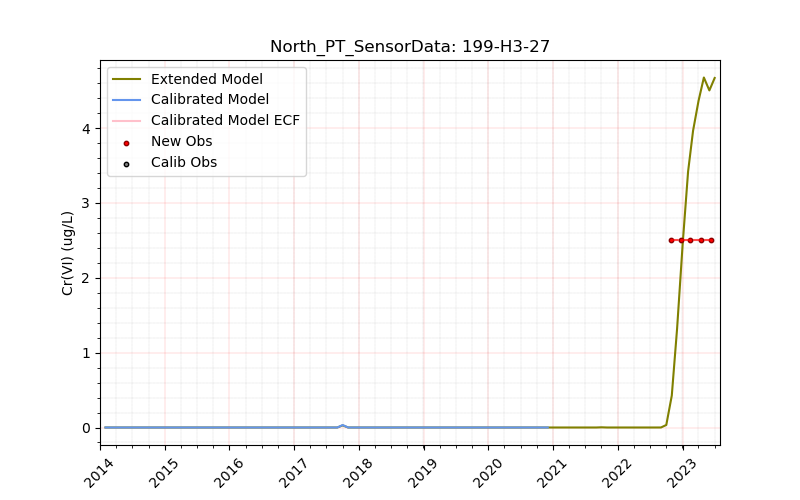 North_PT_SensorData: 199-H3-27
Extended Model
Calibrated Model
Calibrated Model ECF
New Obs
Calib Obs
Cr(VI) (ug/L)
4
3
2
1
0
2014
2015
2016
2017
2018
2019
2020
2021
2022
2023